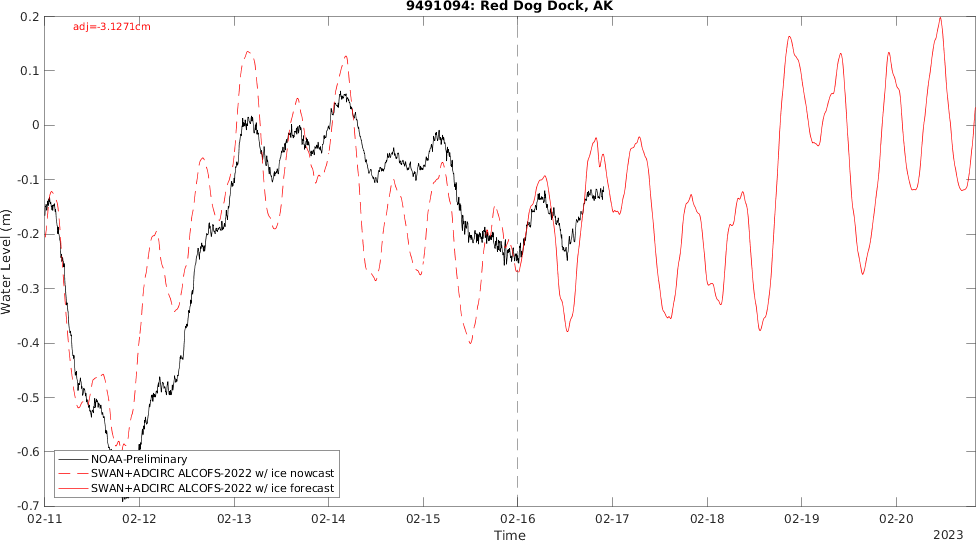 9491094: Red Dog Dock, AK
adj=-3.1271cm
0.2
0.1
0
-0.1
-0.2
-0.3
-0.4
-0.5
-0.6
-0.7
Water Level (m)
NOAA-Preliminary
SWAN+ADCIRC ALCOFS-2022 w/ ice nowcast
SWAN+ADCIRC ALCOFS-2022 w/ ice forecast
02-11 02-12 02-13 02-14 02-15 02-16 02-17 02-18 02-19 02-20
Time
2023